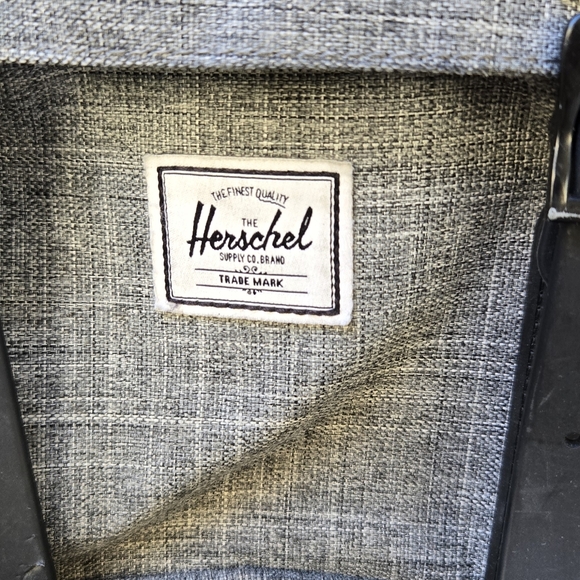 THE FINEST QUALITY
THE
Herschel
SUPPLY CO. BRAND
TRADE MARK